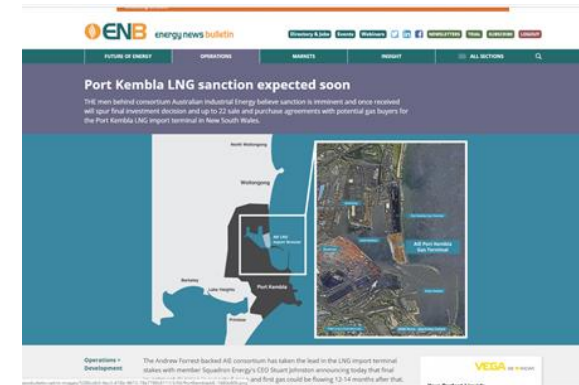 ENB energy news bulletin
Directory & Jobs Events Webinars NEWSLETTERS TRIAL SUBSCRIBE LOGOUT
FUTURE OF ENERGY OPERATIONS MARKETS INSIGHT ALL SECTIONS
Port Kembla LNG sanction expected soon
THE men behind consortium Australian Industrial Energy believe sanction is imminent and once received
will spur final investment decision and up to 22 sale and purchase agreements with potential gas buyers for
the Port Kembla LNG import terminal in New South Wales.
North Wollongong
Wollongong
AIE LNG
Import Terminal
AIE Port Kembla
Gas Terminal
Port Kembla
Berkeley
Lake Heights
Primbee
Operations >
Development
The Andrew Forrest-backed AIE consortium has taken the lead in the LNG import terminal
stakes with member Squadron Energy's CEO Stuart Johnston announcing today that final
and first gas could be flowing 12-14 months after that.
VEGA